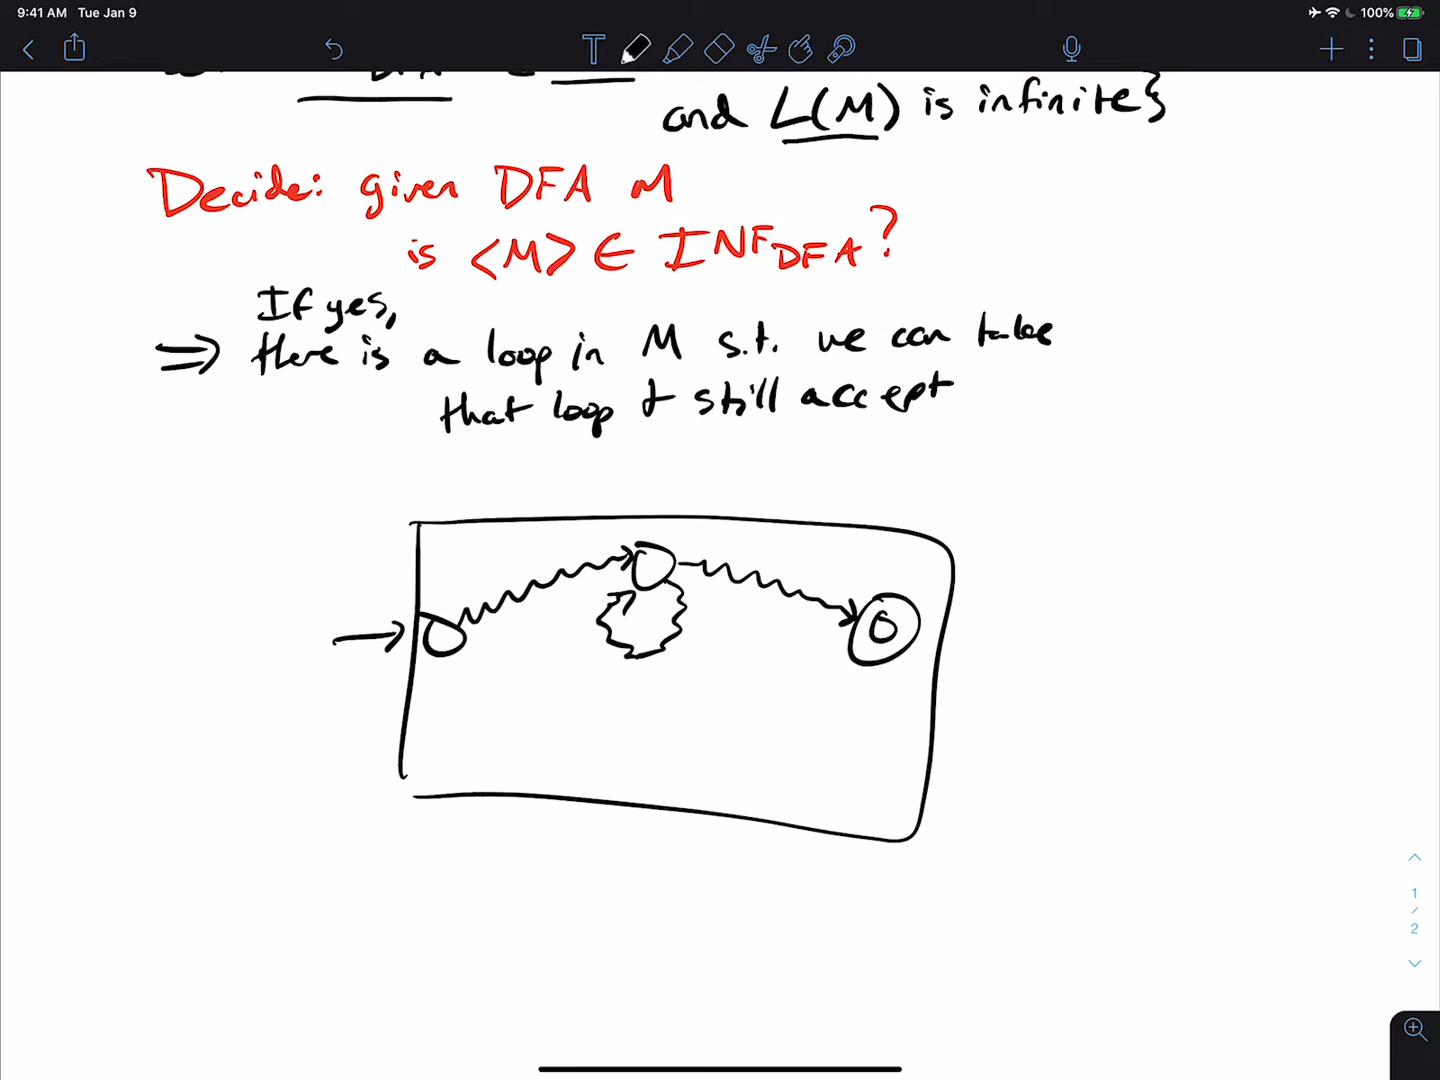 9:41 AM Tue Jan 9
100%
and L(M) is infinite}
Decide: given DFA M
is <M> ∈ INF_DFA?
If yes,
⇒ there is a loop in M s.t. we can take
that loop & still accept
1
/
2